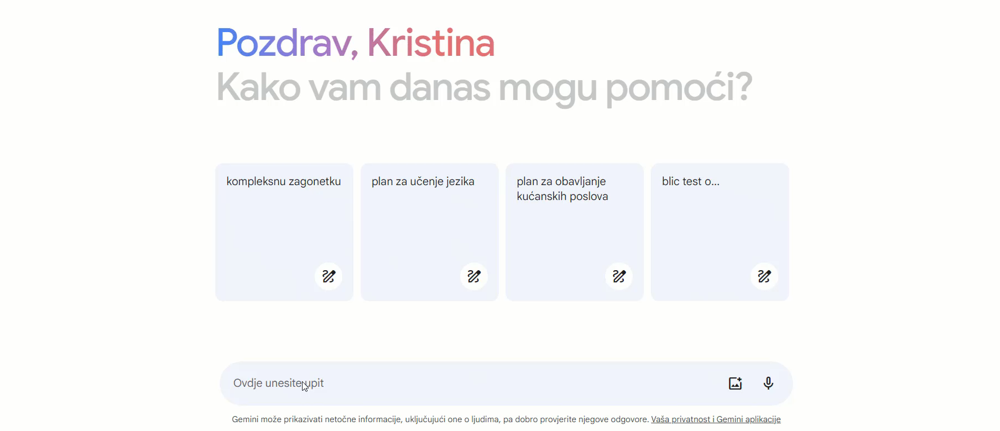 Pozdrav, Kristina
Kako vam danas mogu pomoći?
kompleksnu zagonetku
plan za učenje jezika
plan za obavljanje
kućanskih poslova
blic test o...
Ovdje unesite upit
Gemini može prikazivati netočne informacije, uključujući one o ljudima, pa dobro provjerite njegove odgovore. Vaša privatnost i Gemini aplikacije